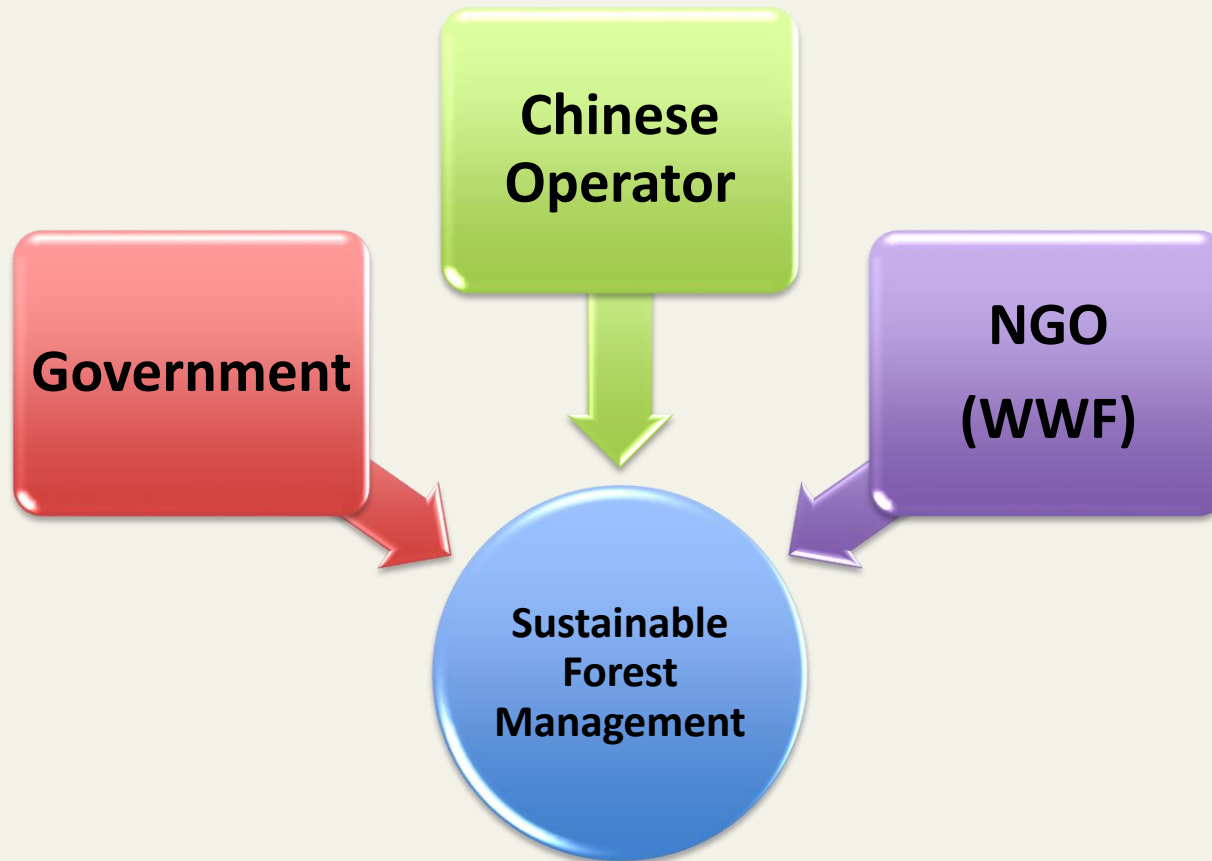 Chinese
Operator
Government
NGO
(WWF)
Sustainable
Forest
Management